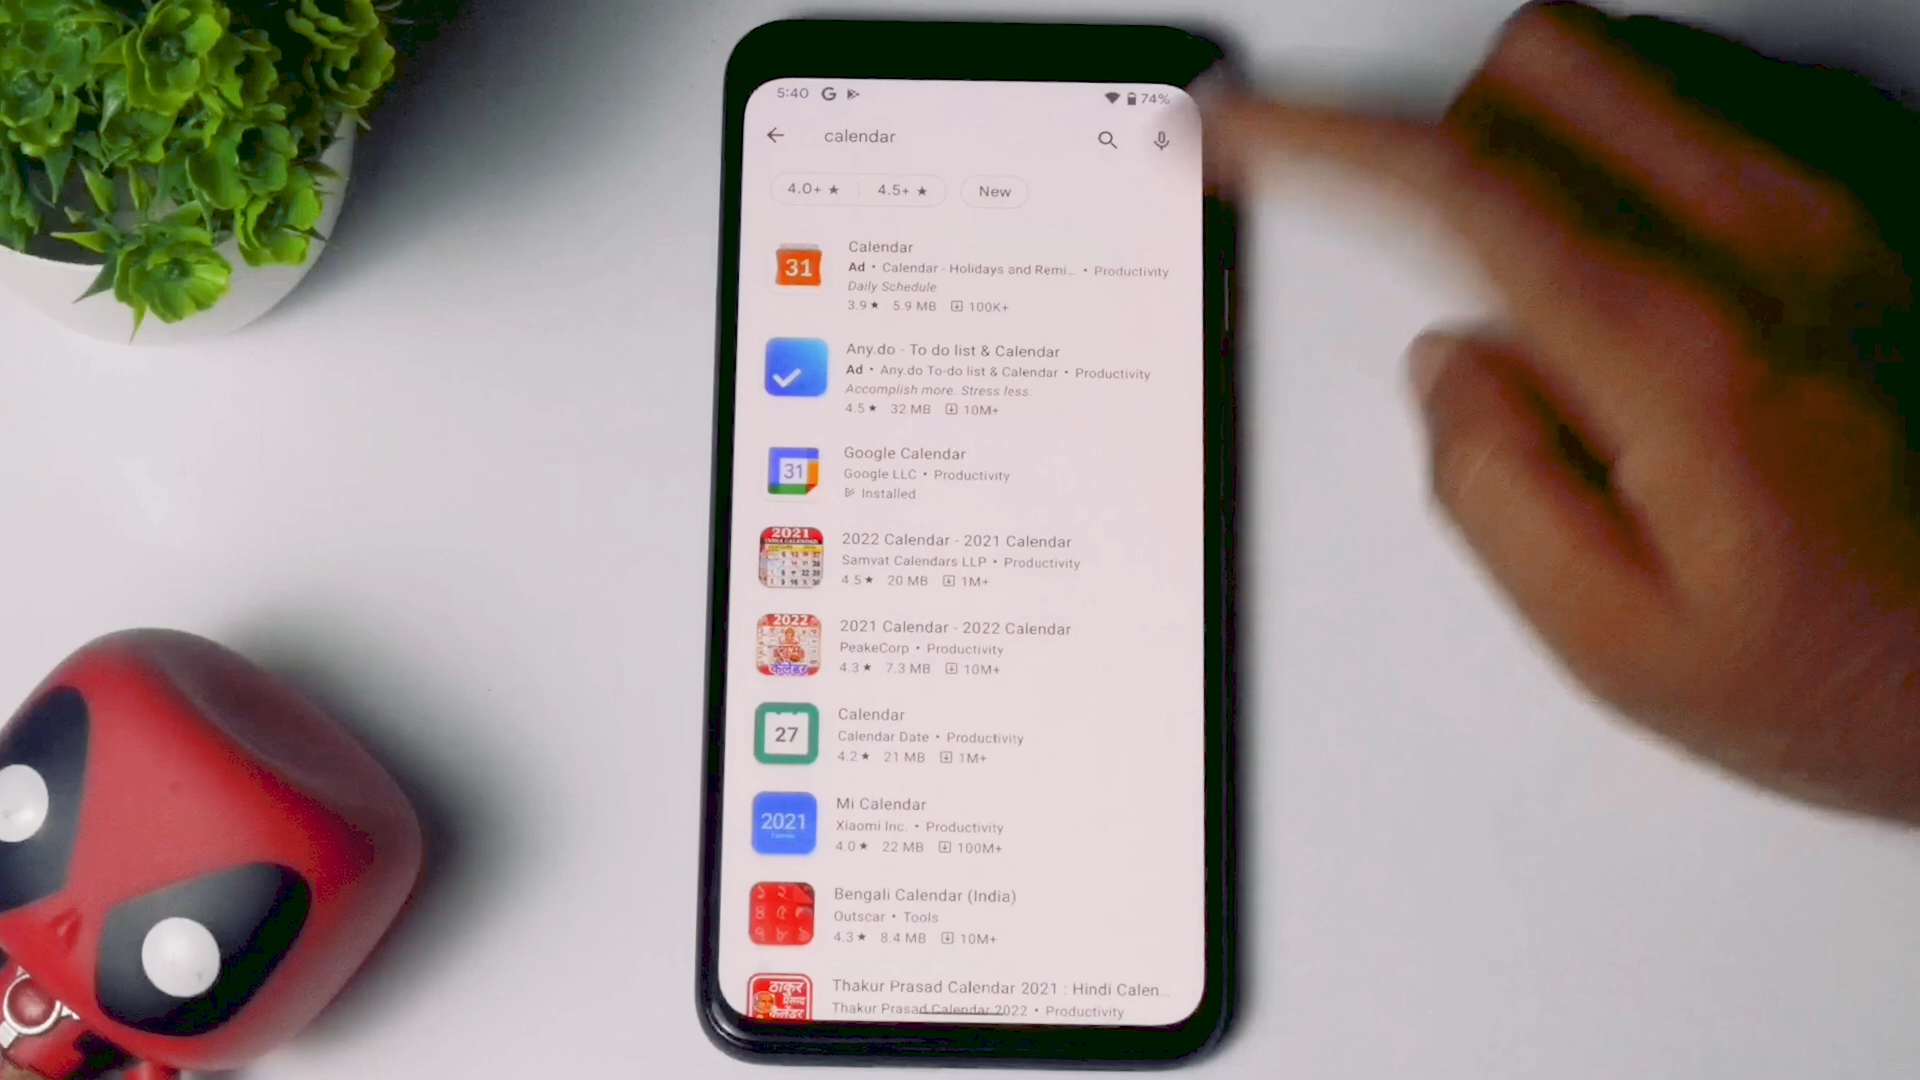 5:40 G 74%
calendar
4.0+ ★ 4.5+ ★ New
31
Calendar
Ad • Calendar - Holidays and Remi... • Productivity
Daily Schedule
3.9★ 5.9 MB 100K+
Any.do - To do list & Calendar
Ad • Any.do To-do list & Calendar • Productivity
Accomplish more. Stress less.
4.5★ 32 MB 10M+
31
Google Calendar
Google LLC • Productivity
Installed
2021
2022 Calendar - 2021 Calendar
Samvat Calendars LLP • Productivity
4.5★ 20 MB 1M+
2022
2021 Calendar - 2022 Calendar
PeakeCorp • Productivity
4.3★ 7.3 MB 10M+
27
Calendar
Calendar Date • Productivity
4.2★ 21 MB 1M+
2021
Mi Calendar
Xiaomi Inc. • Productivity
4.0★ 22 MB 100M+
Bengali Calendar (India)
Outscar • Tools
4.3★ 8.4 MB 10M+
ठाकुर
प्रसाद
Thakur Prasad Calendar 2021 : Hindi Calen...
Thakur Prasad Calendar 2022 • Productivity